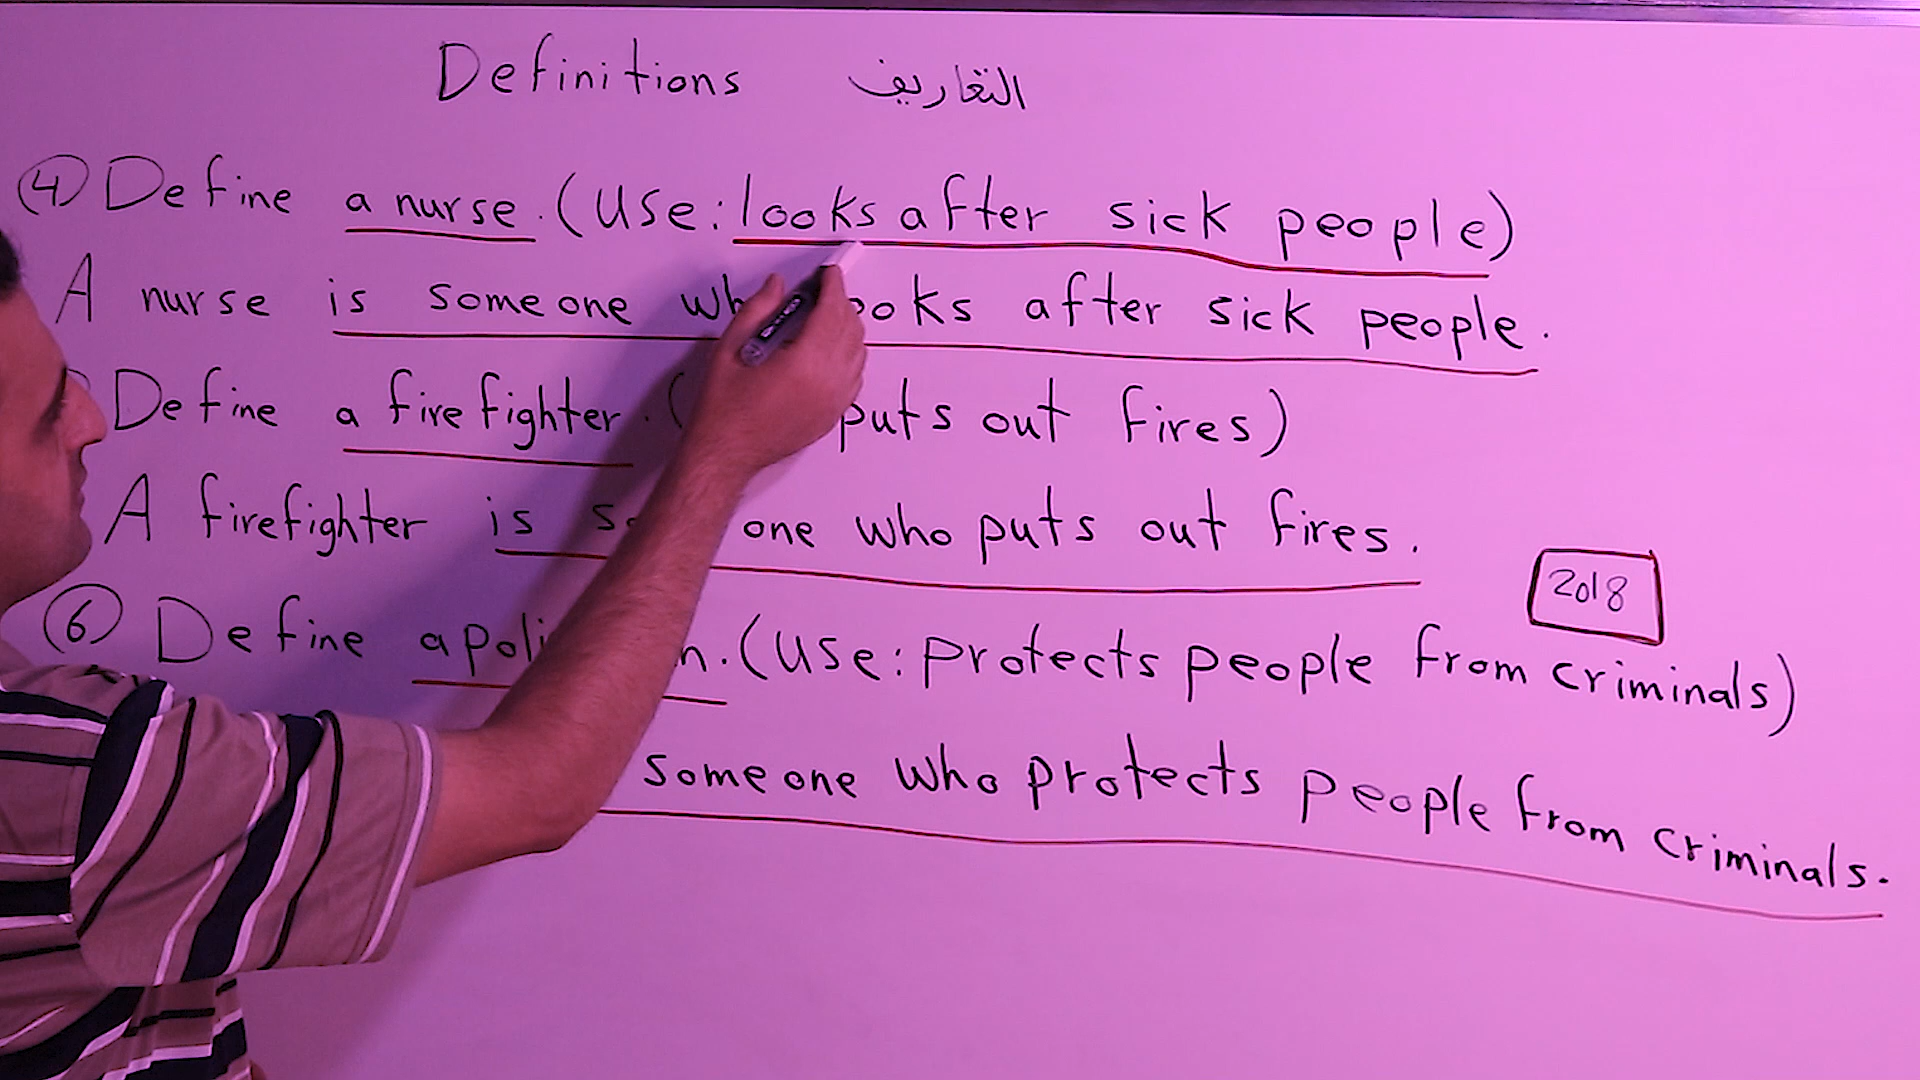 Definitions التعاريف
④ Define a nurse. (use: looks after sick people)
A nurse is someone looks after sick people.
Define a firefighter. ( puts out fires)
A firefighter is one who puts out fires.
2018
⑥ Define a (use: protects people from criminals)
someone who protects people from criminals.